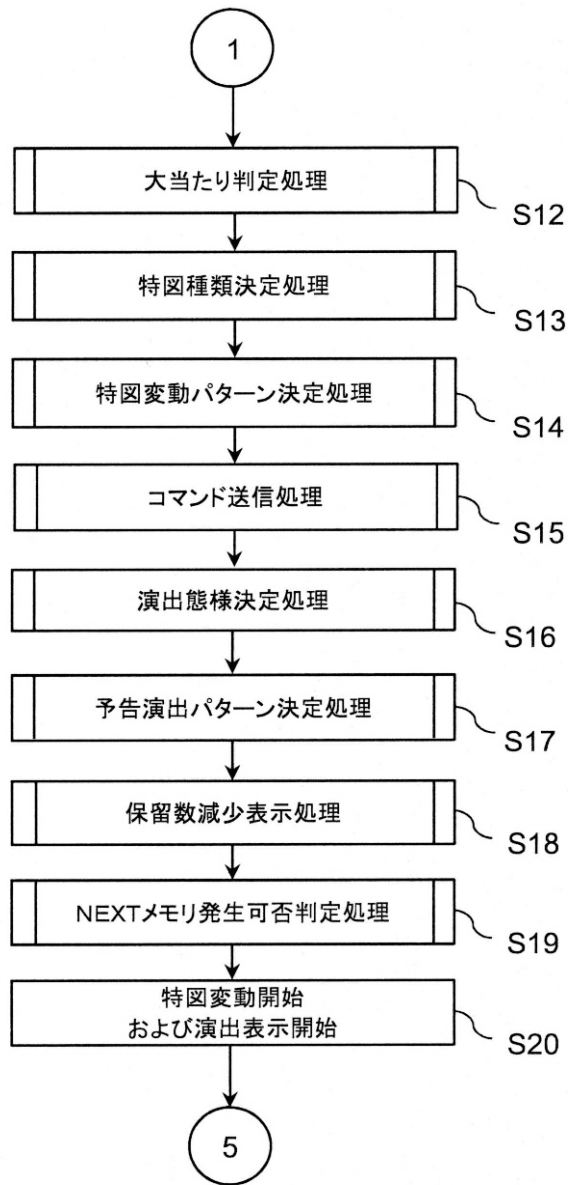 1
大当たり判定処理
S12
特図種類決定処理
S13
特図変動パターン決定処理
S14
コマンド送信処理
S15
演出態様決定処理
S16
予告演出パターン決定処理
S17
保留数減少表示処理
S18
NEXTメモリ発生可否判定処理
S19
特図変動開始
および演出表示開始
S20
5